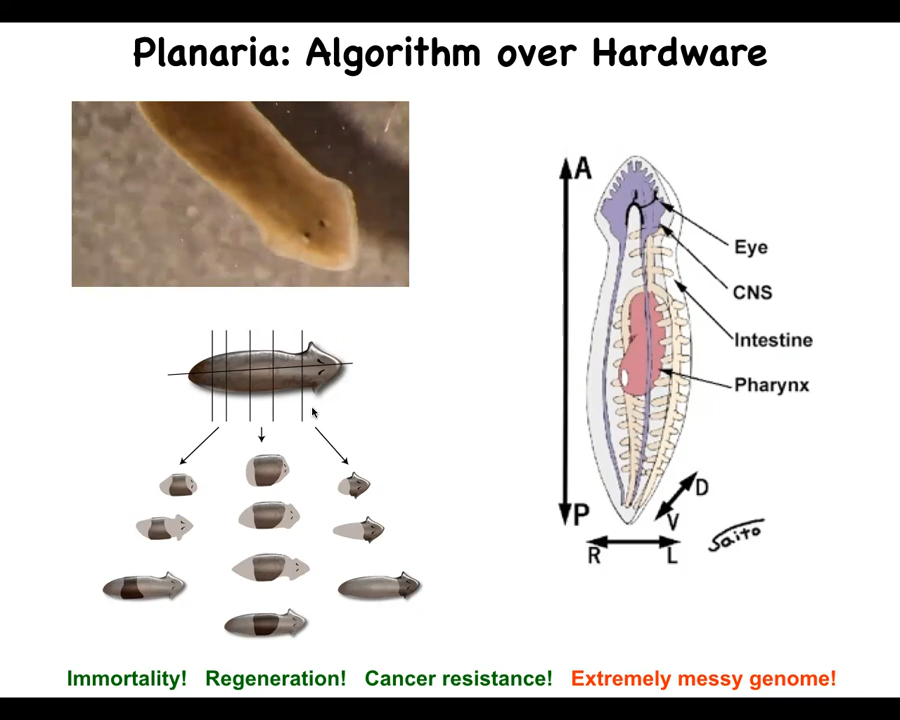 Planaria: Algorithm over Hardware
A
Eye
CNS
Intestine
Pharynx
D
P
V
R
L
Saito
Immortality! Regeneration! Cancer resistance! Extremely messy genome!